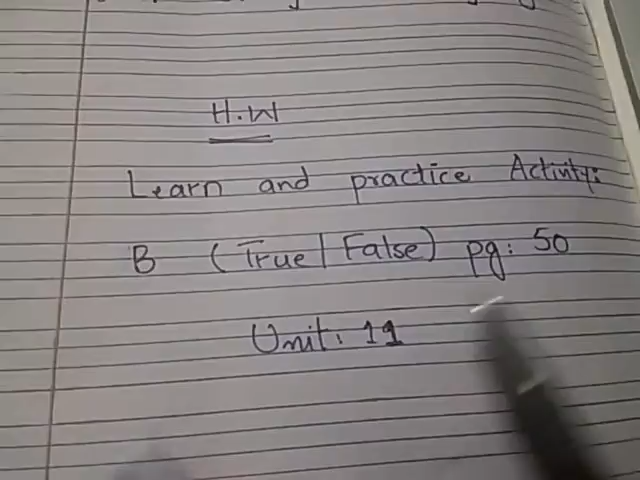 H.W
Learn and practice Activity:
B (True/False) pg: 50
Unit: 11